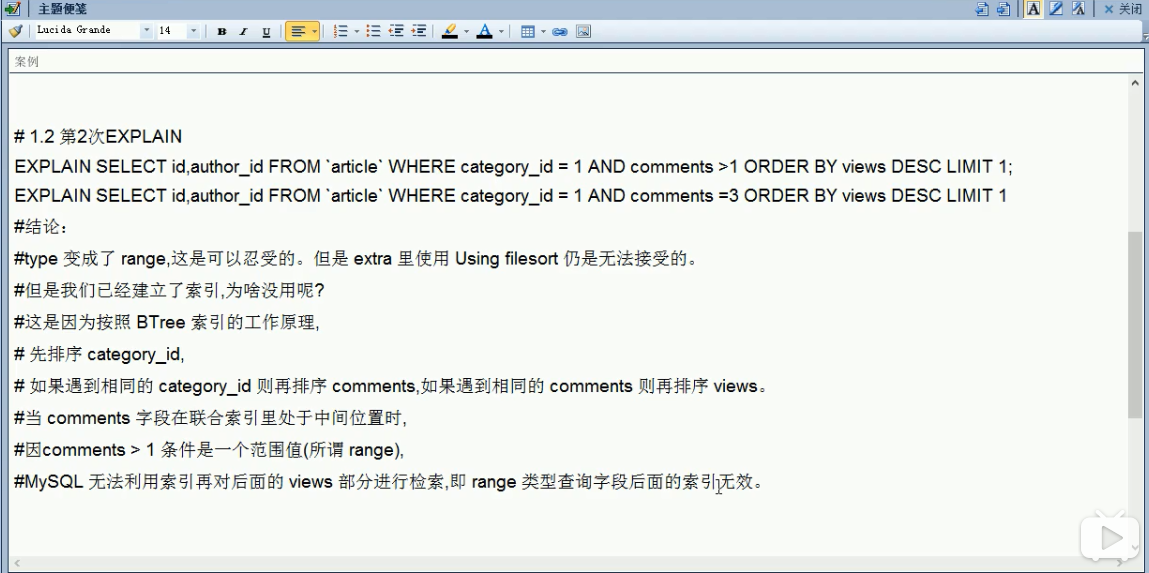 主题便笺
关闭
Lucida Grande 14 B I U A
案例
# 1.2 第2次EXPLAIN
EXPLAIN SELECT id,author_id FROM `article` WHERE category_id = 1 AND comments >1 ORDER BY views DESC LIMIT 1;
EXPLAIN SELECT id,author_id FROM `article` WHERE category_id = 1 AND comments =3 ORDER BY views DESC LIMIT 1
#结论：
#type 变成了 range,这是可以忍受的。但是 extra 里使用 Using filesort 仍是无法接受的。
#但是我们已经建立了索引,为啥没用呢?
#这是因为按照 BTree 索引的工作原理,
# 先排序 category_id,
# 如果遇到相同的 category_id 则再排序 comments,如果遇到相同的 comments 则再排序 views。
#当 comments 字段在联合索引里处于中间位置时,
#因comments > 1 条件是一个范围值(所谓 range),
#MySQL 无法利用索引再对后面的 views 部分进行检索,即 range 类型查询字段后面的索引无效。